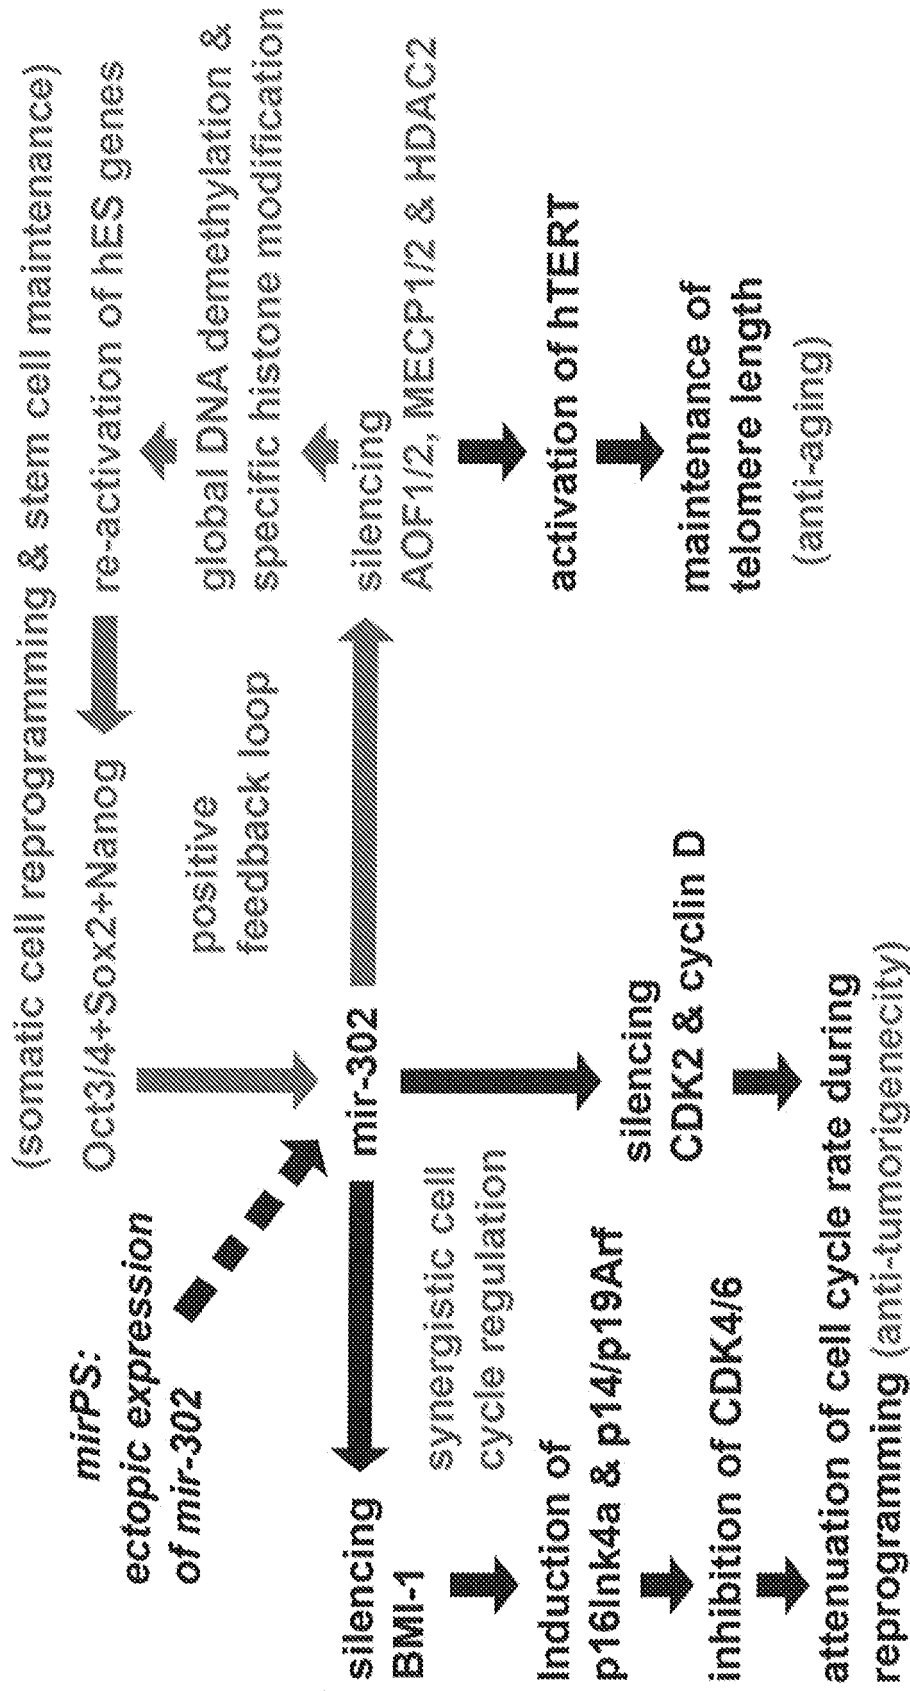 (somatic cell reprogramming & stem cell maintenance)
mirPS:
ectopic expression
of mir-302
Oct3/4+Sox2+Nanog
re-activation of hES genes
positive
feedback loop
global DNA demethylation &
specific histone modification
silencing
BMI-1
mir-302
silencing
AOF1/2, MECP1/2 & HDAC2
synergistic cell
cycle regulation
Induction of
p16Ink4a & p14/p19Arf
silencing
CDK2 & cyclin D
activation of hTERT
inhibition of CDK4/6
maintenance of
telomere length
(anti-aging)
attenuation of cell cycle rate during
reprogramming (anti-tumorigenecity)